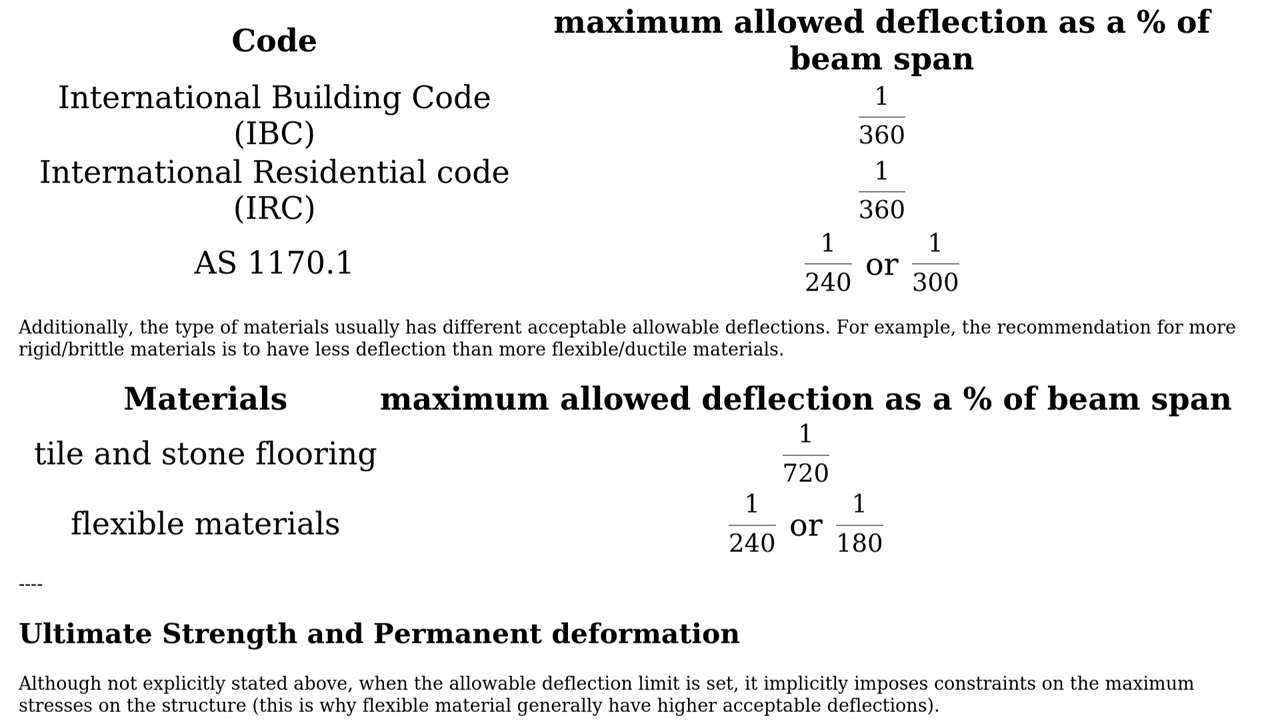 Code maximum allowed deflection as a % of
beam span
International Building Code
(IBC) 1/360
International Residential code
(IRC) 1/360
AS 1170.1 1/240 or 1/300
Additionally, the type of materials usually has different acceptable allowable deflections. For example, the recommendation for more
rigid/brittle materials is to have less deflection than more flexible/ductile materials.
Materials maximum allowed deflection as a % of beam span
tile and stone flooring 1/720
flexible materials 1/240 or 1/180
----
Ultimate Strength and Permanent deformation
Although not explicitly stated above, when the allowable deflection limit is set, it implicitly imposes constraints on the maximum
stresses on the structure (this is why flexible material generally have higher acceptable deflections).